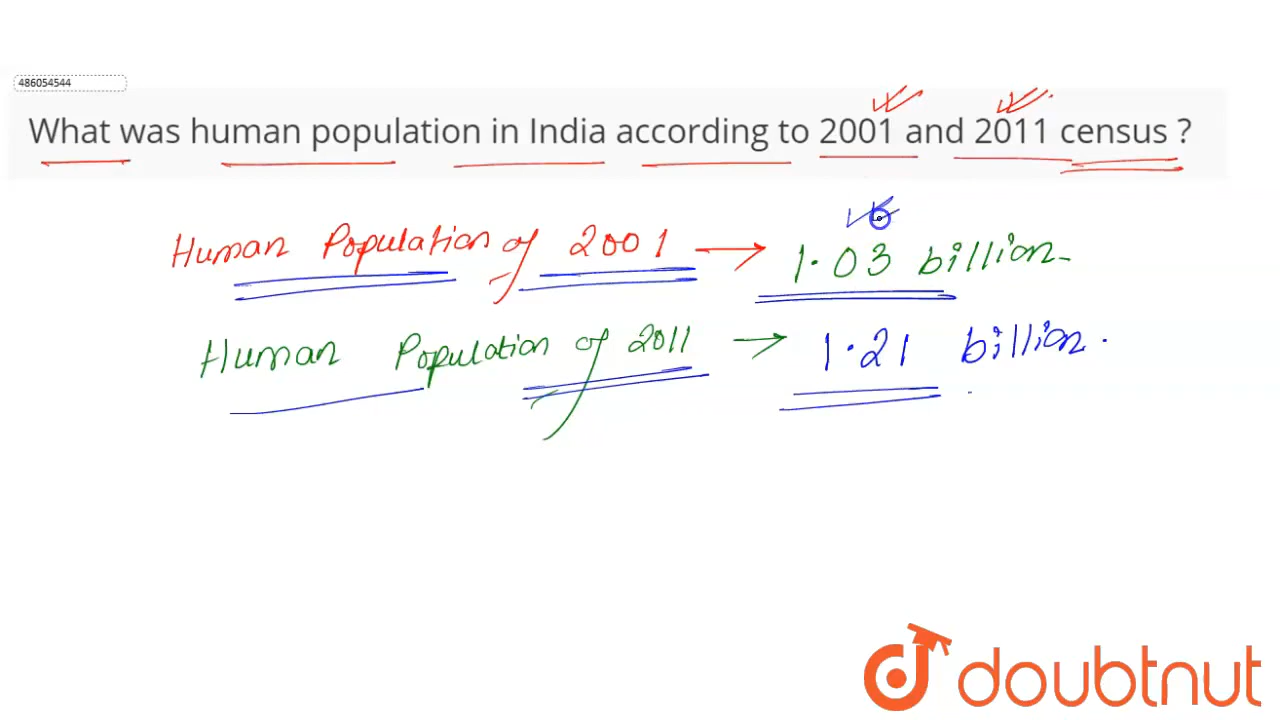 486054544
What was human population in India according to 2001 and 2011 census ?
Human Population of 2001 → 1.03 billion
Human Population of 2011 → 1.21 billion.
doubtnut